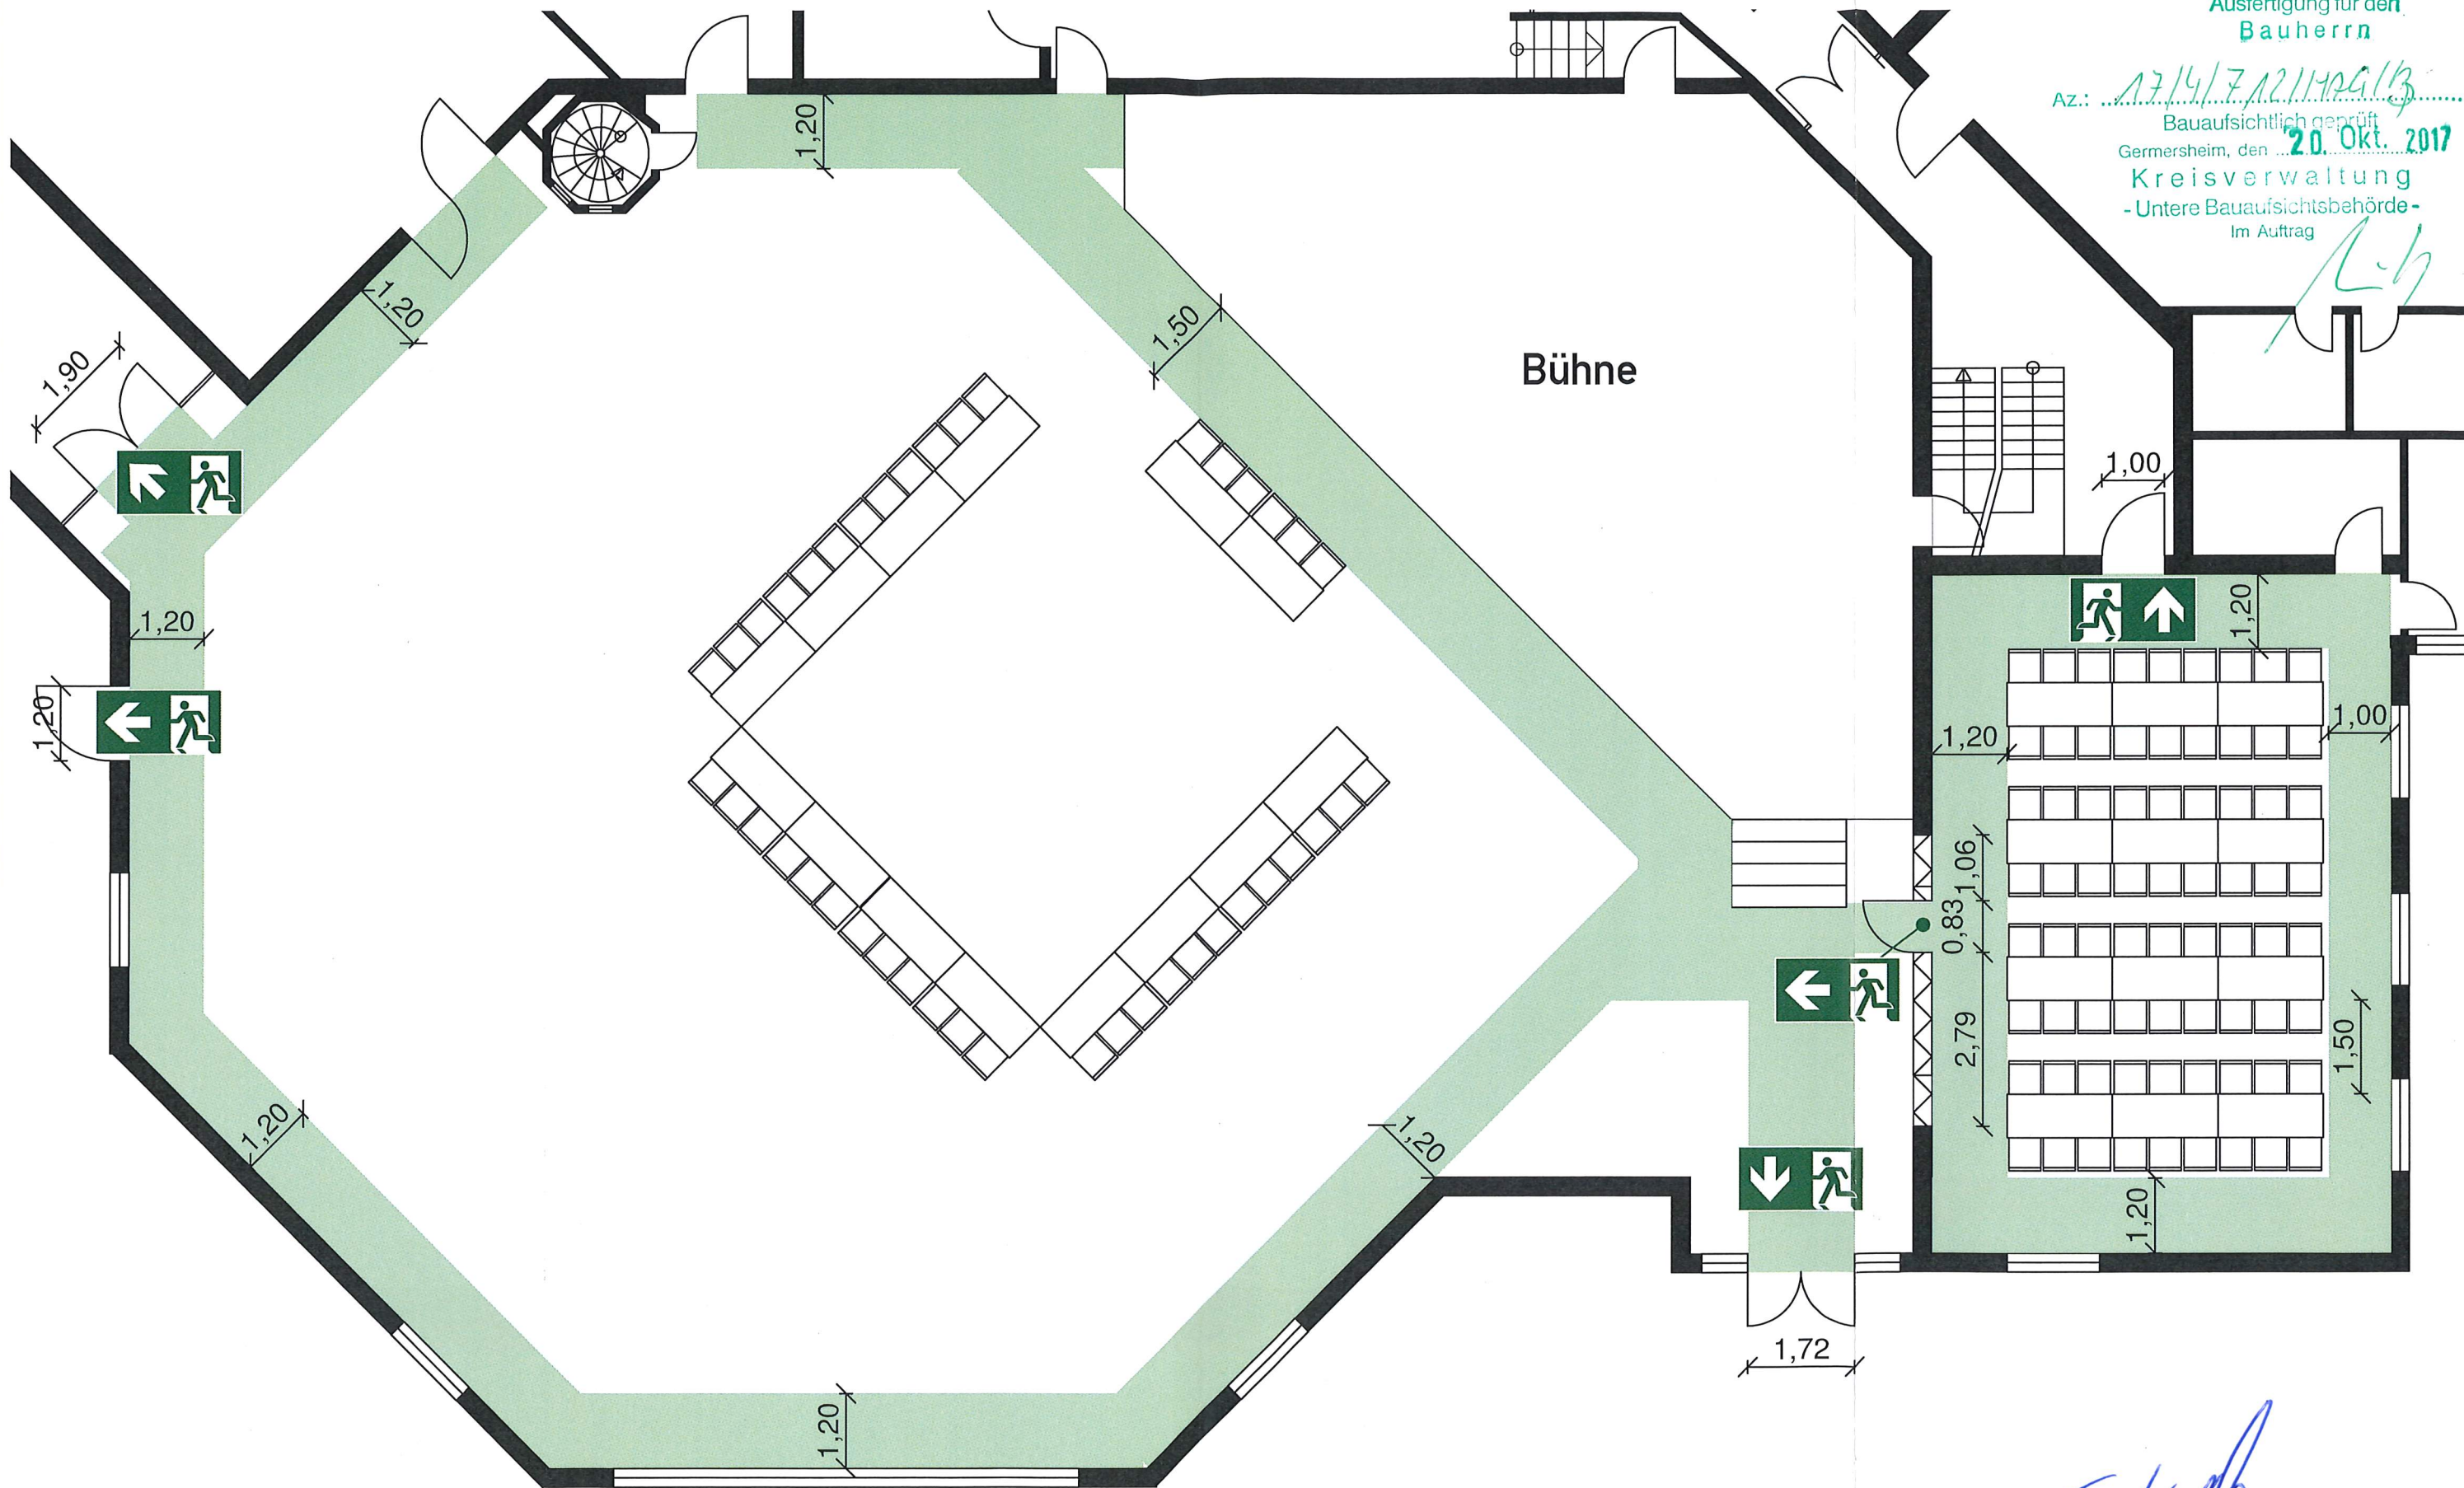 Ausfertigung für den
Bauherrn
Az.:
Bauaufsichtlich geprüft
Germersheim, den 20. Okt. 2017
Kreisverwaltung
- Untere Bauaufsichtsbehörde -
Im Auftrag
1,20
1,20
1,90
1,50
Bühne
1,00
1,20
1,20
1,20
1,20
1,00
1,06
0,83
2,79
1,50
1,20
1,20
1,20
1,72
1,20